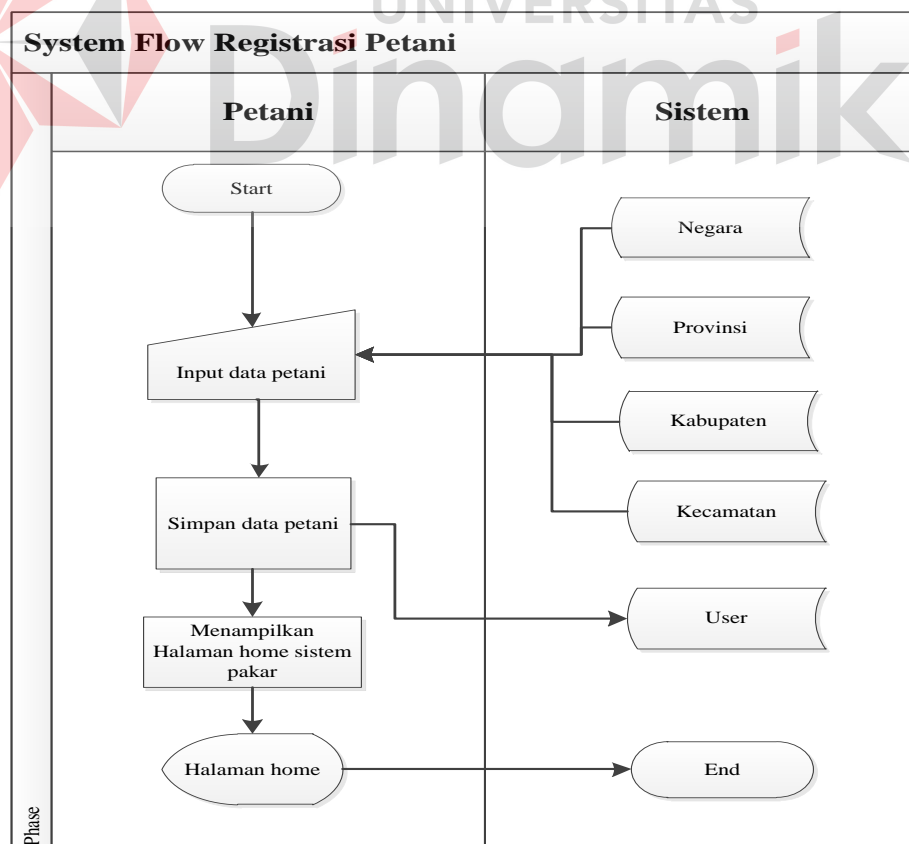 UNIVERSITAS
Dinamik
System Flow Registrasi Petani
Petani
Sistem
Start
Negara
Provinsi
Input data petani
Kabupaten
Kecamatan
Simpan data petani
User
Menampilkan
Halaman home sistem
pakar
Halaman home
End
Phase